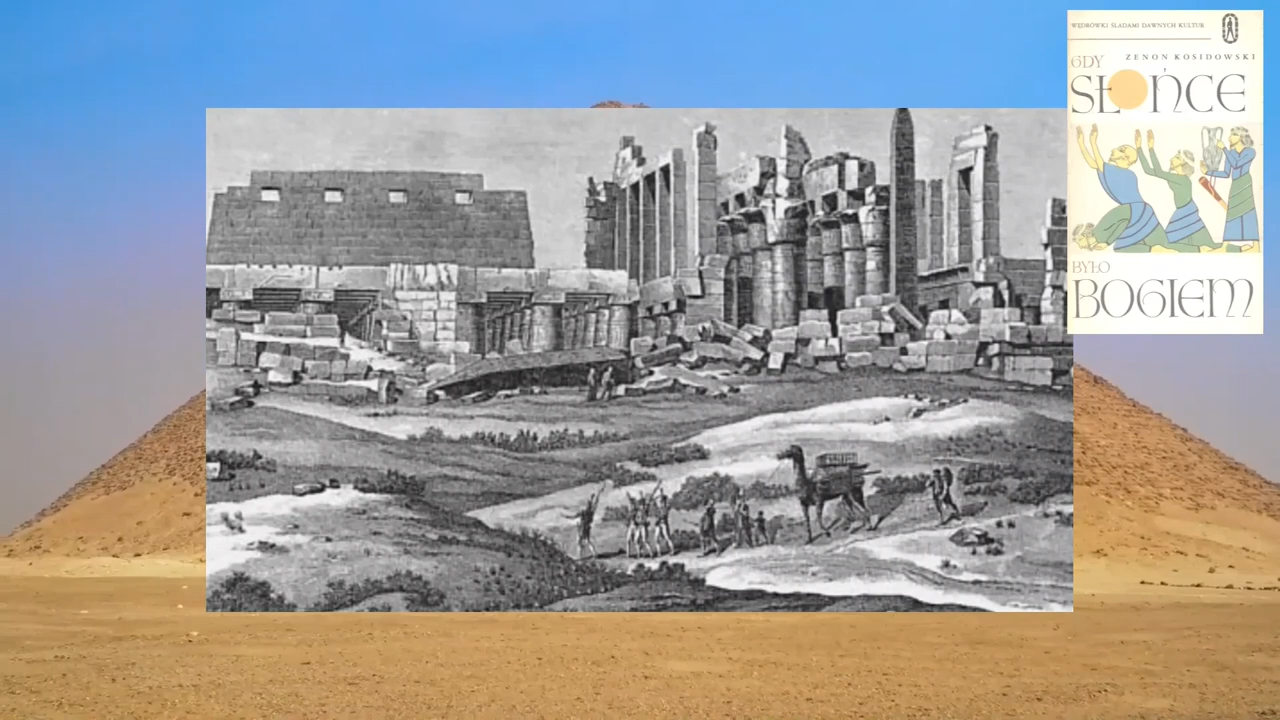 WĘDRÓWKI ŚLADAMI DAWNYCH KULTUR
ZENON KOSIDOWSKI
GDY
SŁOŃCE
BYŁO
BOGIEM